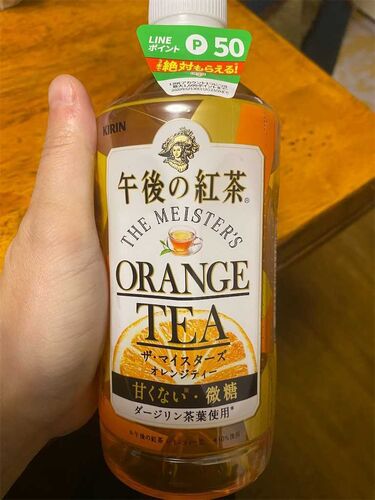 LINE
ポイント P 50
絶対もらえる!
KIRIN
午後の紅茶®
THE MEISTER'S
ORANGE
TEA
ザ・マイスターズ
オレンジティー
甘くない※・微糖
ダージリン茶葉使用※